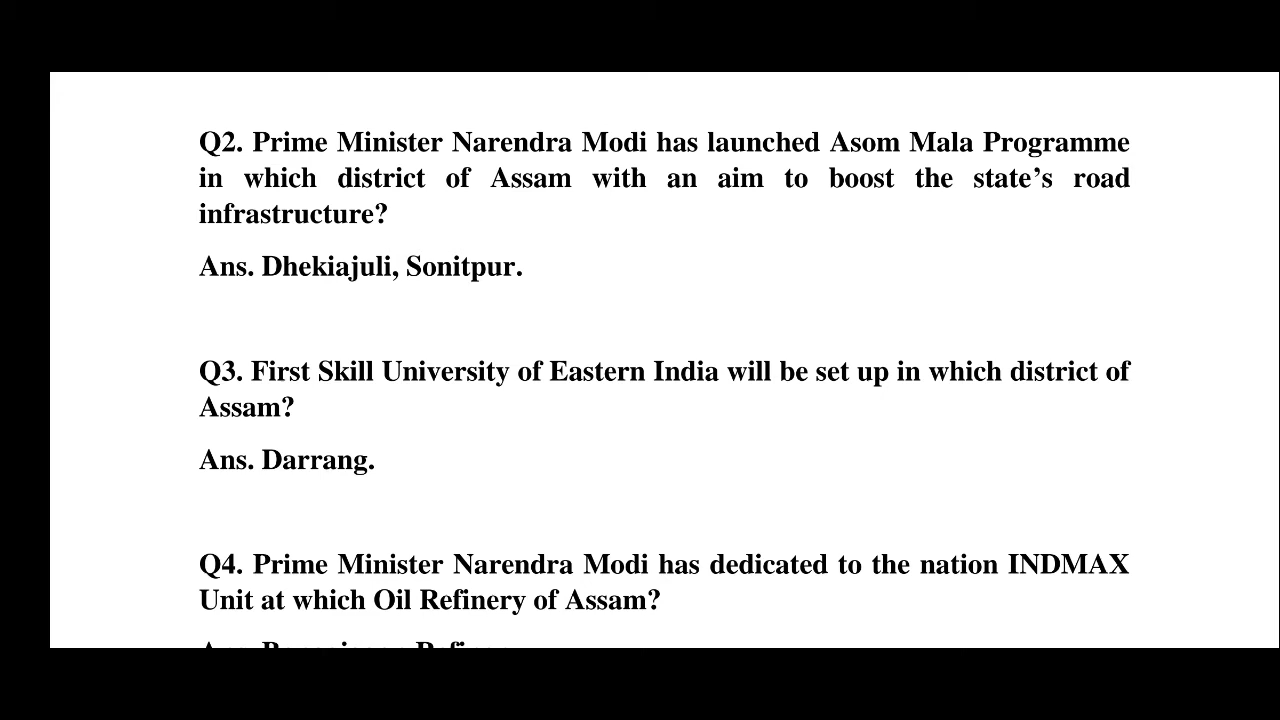 Q2. Prime Minister Narendra Modi has launched Asom Mala Programme
in which district of Assam with an aim to boost the state’s road
infrastructure?
Ans. Dhekiajuli, Sonitpur.
Q3. First Skill University of Eastern India will be set up in which district of
Assam?
Ans. Darrang.
Q4. Prime Minister Narendra Modi has dedicated to the nation INDMAX
Unit at which Oil Refinery of Assam?